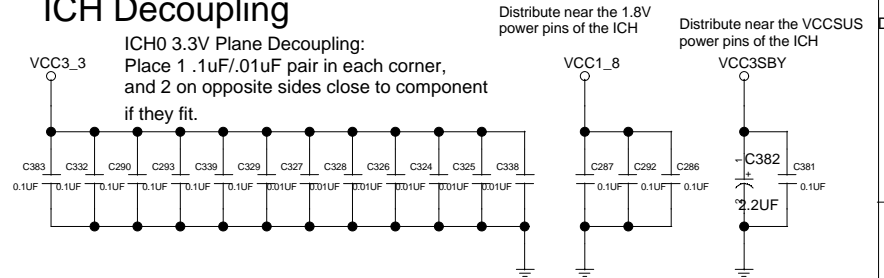 ICH Decoupling
Distribute near the 1.8V
power pins of the ICH
Distribute near the VCCSUS
power pins of the ICH
D
ICH0 3.3V Plane Decoupling:
Place 1 .1uF/.01uF pair in each corner,
and 2 on opposite sides close to component
if they fit.
VCC3_3
VCC1_8
VCC3SBY
C383 C332 C290 C293 C339 C329 C327 C328 C326 C324 C325 C338
0.1UF 0.1UF 0.1UF 0.1UF 0.1UF 0.1UF 0.01UF 0.01UF 0.01UF 0.01UF 0.01UF 0.01UF
C287 C292 C286
0.1UF 0.1UF 0.1UF
1 C382 C381
+
0.1UF
2 2.2UF